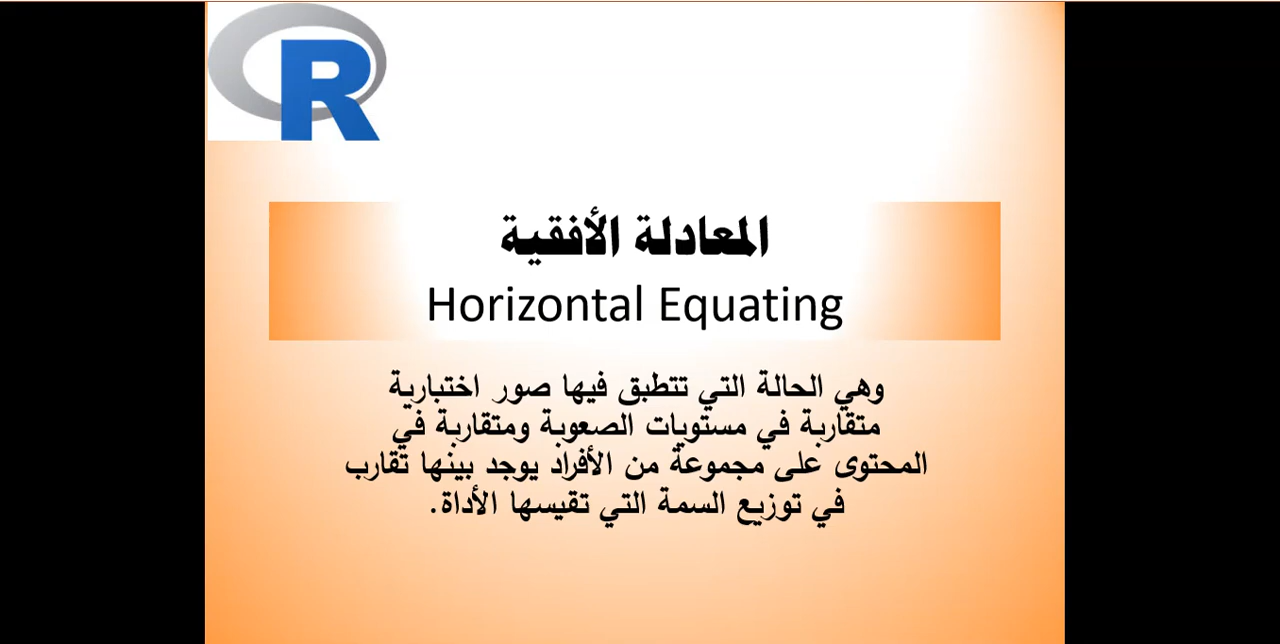 R
المعادلة الأفقية
Horizontal Equating
وهي الحالة التي تتطبق فيها صور اختبارية
متقاربة في مستويات الصعوبة ومتقاربة في
المحتوى على مجموعة من الأفراد يوجد بينها تقارب
في توزيع السمة التي تقيسها الأداة.